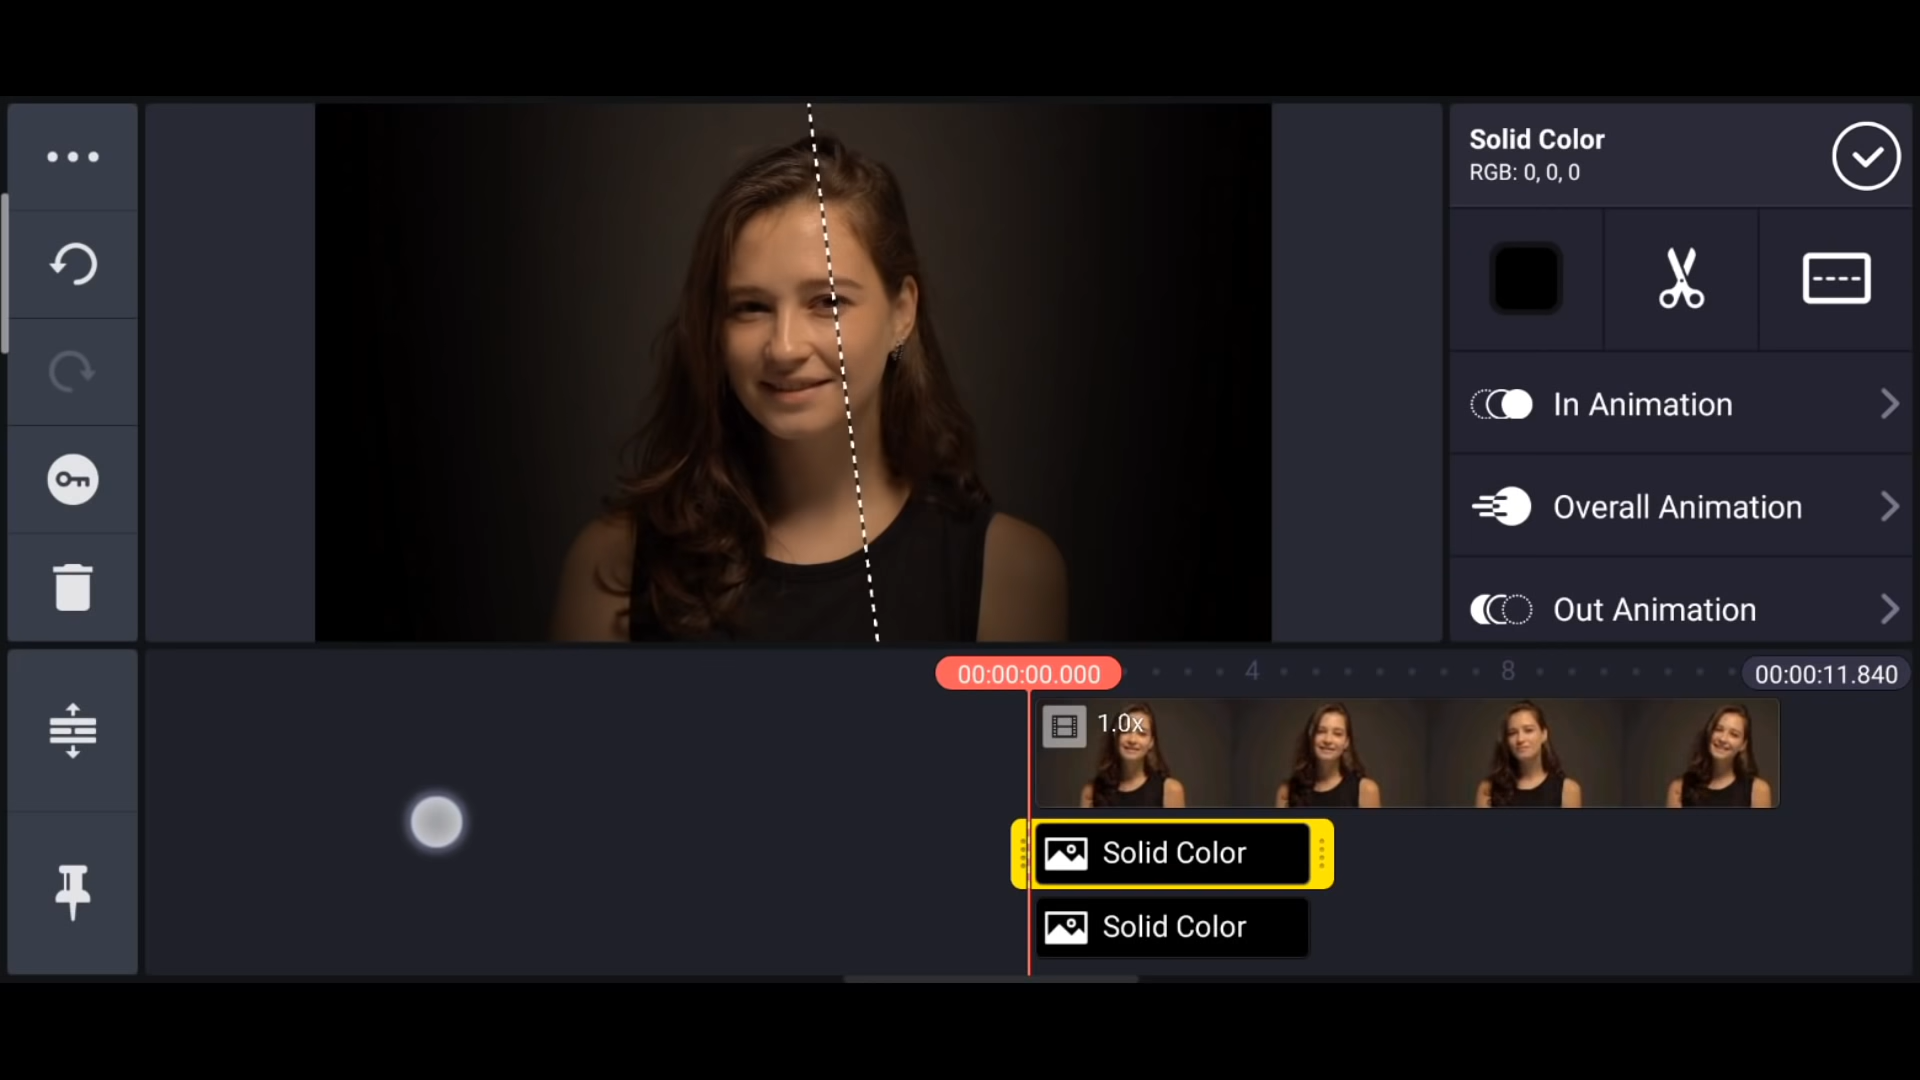 Solid Color
RGB: 0, 0, 0
In Animation
Overall Animation
Out Animation
00:00:00.000
4
8
00:00:11.840
1.0x
Solid Color
Solid Color